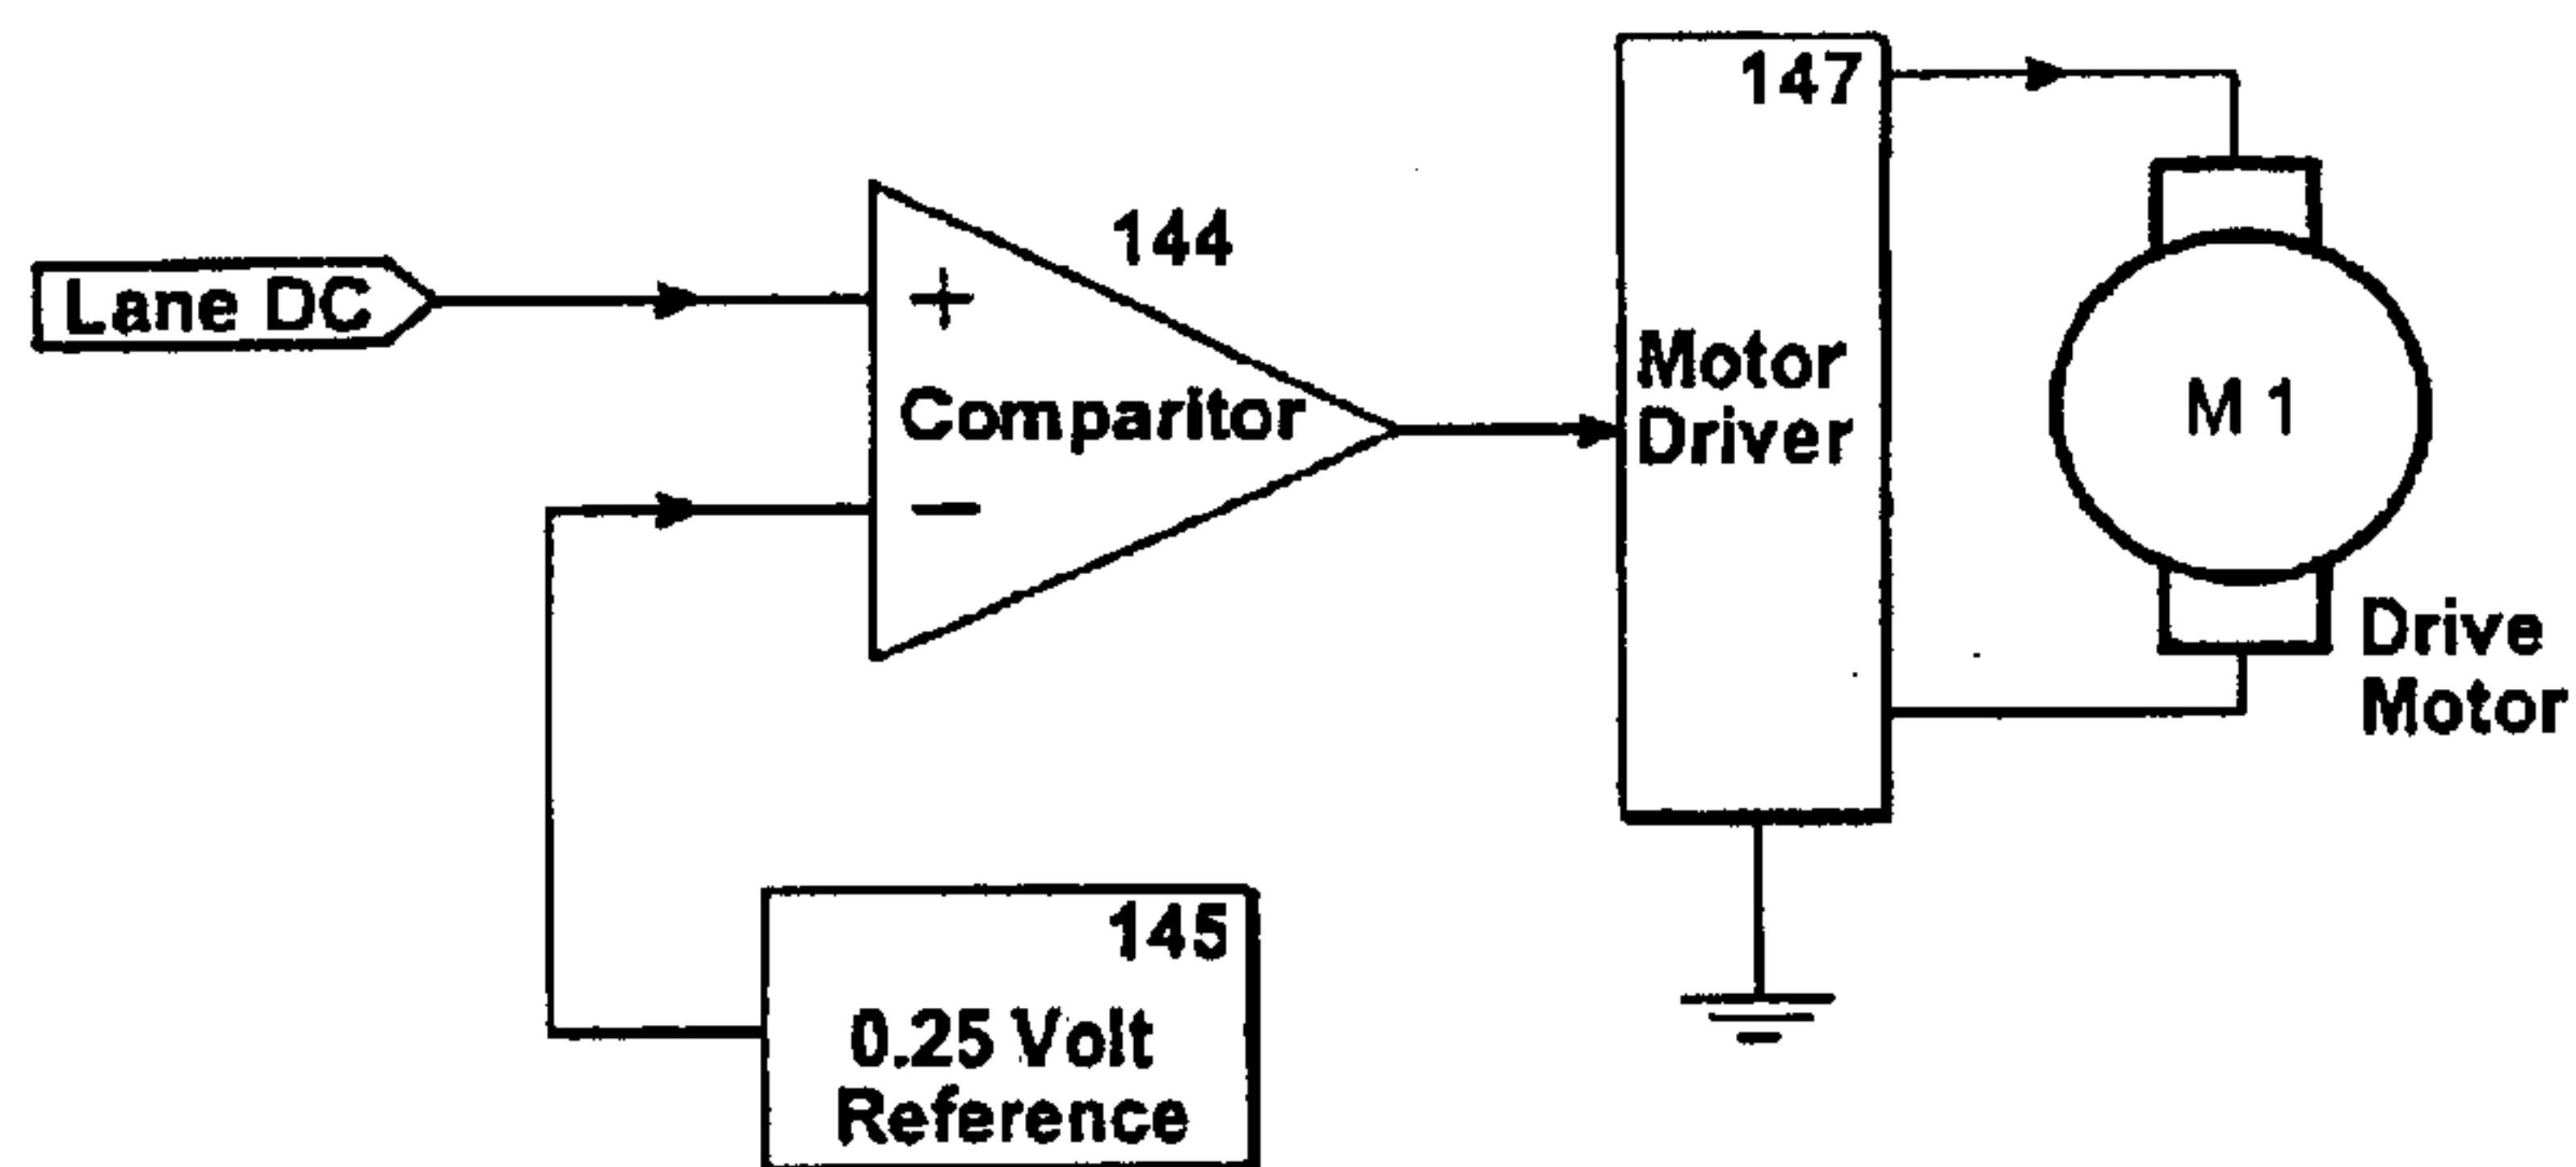 147
144
Lane DC
+
Comparitor
−
Motor
Driver
M 1
Drive
Motor
145
0.25 Volt
Reference